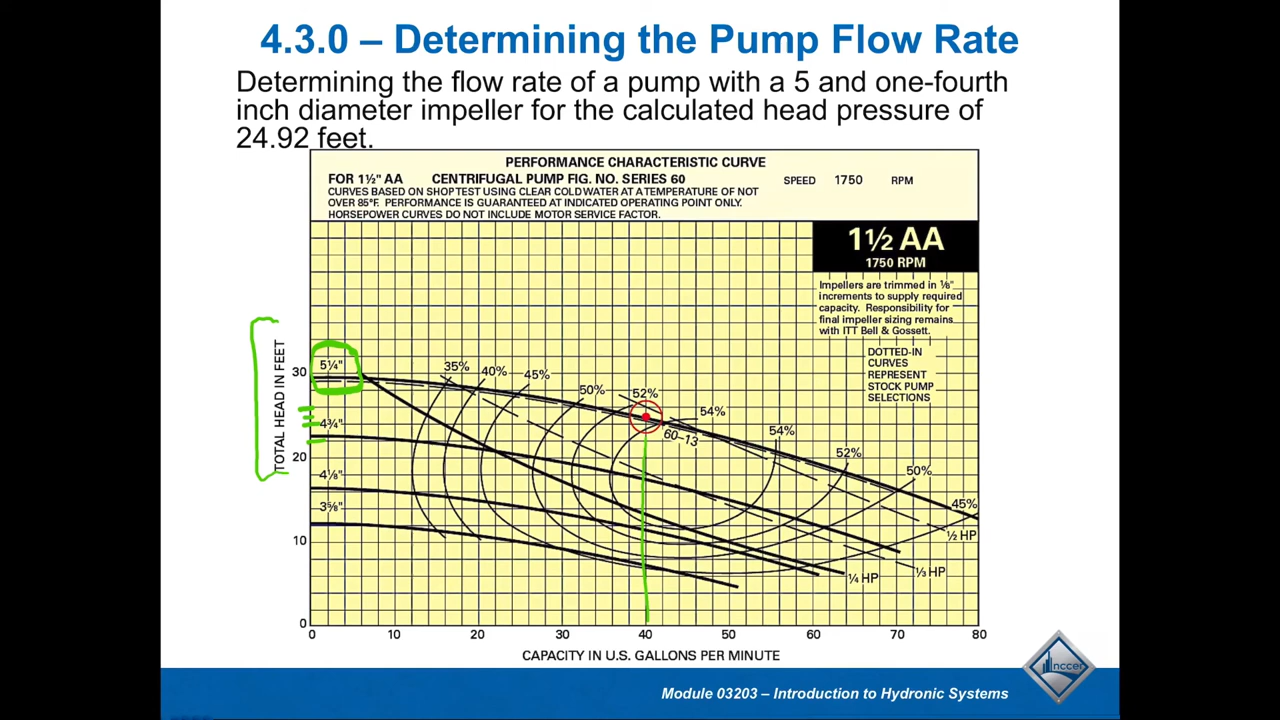 4.3.0 – Determining the Pump Flow Rate
Determining the flow rate of a pump with a 5 and one-fourth
inch diameter impeller for the calculated head pressure of
24.92 feet.
PERFORMANCE CHARACTERISTIC CURVE
FOR 1½" AA CENTRIFUGAL PUMP FIG. NO. SERIES 60 SPEED 1750 RPM
CURVES BASED ON SHOP TEST USING CLEAR COLD WATER AT A TEMPERATURE OF NOT
OVER 85°F. PERFORMANCE IS GUARANTEED AT INDICATED OPERATING POINT ONLY.
HORSEPOWER CURVES DO NOT INCLUDE MOTOR SERVICE FACTOR.
1½ AA
1750 RPM
Impellers are trimmed in ⅛"
increments to supply required
capacity. Responsibility for
final impeller sizing remains
with ITT Bell & Gossett.
DOTTED-IN
CURVES
REPRESENT
STOCK PUMP
SELECTIONS
TOTAL HEAD IN FEET
30
20
10
0
5¼"
4¾"
4⅛"
3⅝"
35%
40%
45%
50%
52%
54%
60–13
54%
52%
50%
45%
½ HP
⅓ HP
¼ HP
0 10 20 30 40 50 60 70 80
CAPACITY IN U.S. GALLONS PER MINUTE
nccer
Module 03203 – Introduction to Hydronic Systems